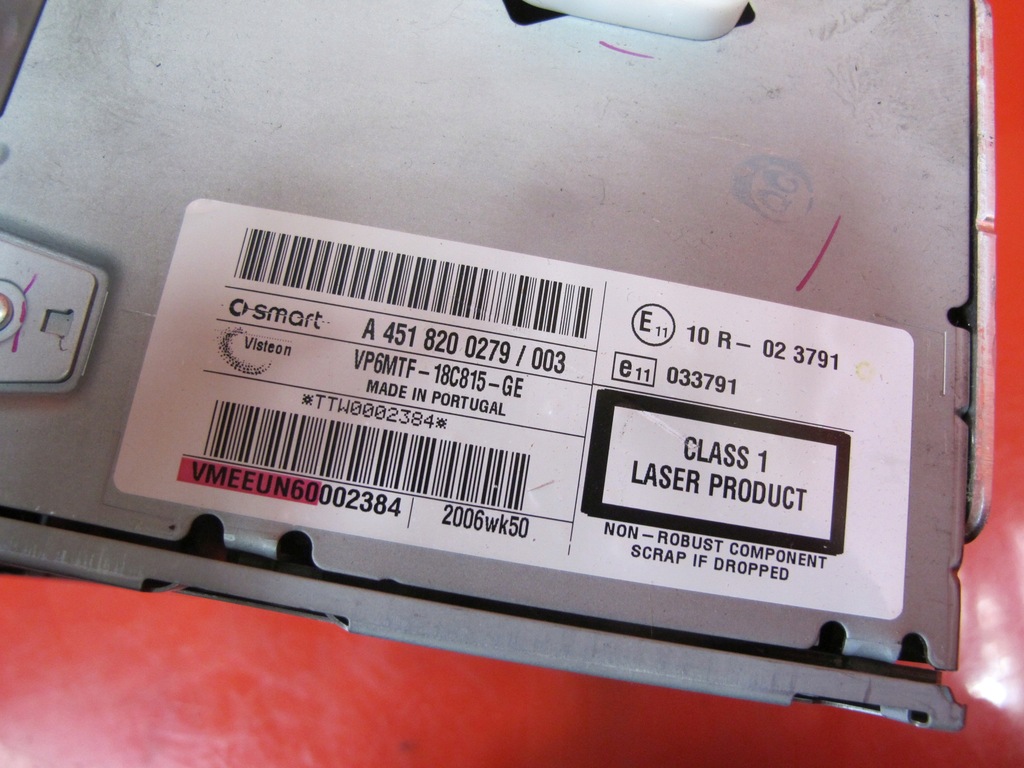 smart
A 451 820 0279 / 003
Visteon
VP6MTF-18C815-GE
MADE IN PORTUGAL
*TTW0002384*
VMEEUN60002384
2006wk50
E11 10 R - 02 3791
e11 033791
CLASS 1
LASER PRODUCT
NON-ROBUST COMPONENT
SCRAP IF DROPPED